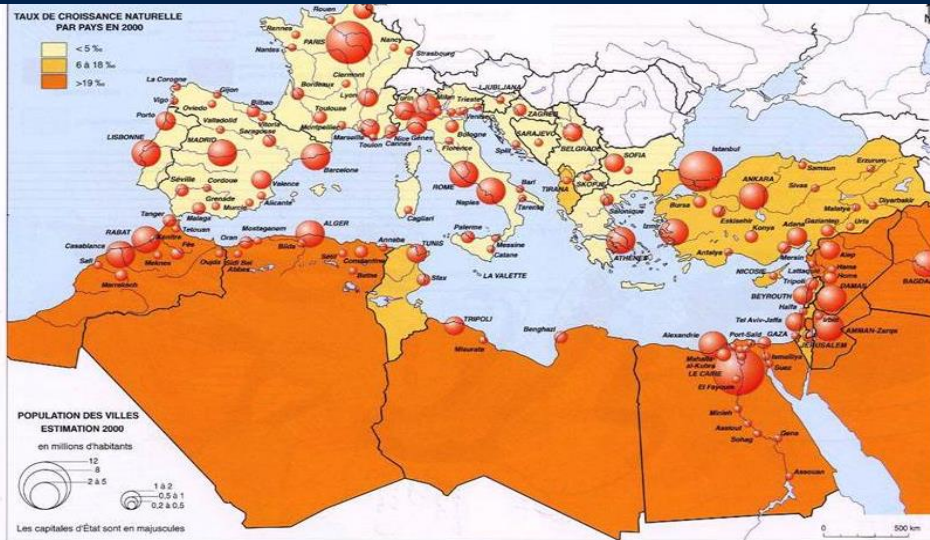 TAUX DE CROISSANCE NATURELLE
PAR PAYS EN 2000
< 5 ‰
6 à 18 ‰
>19 ‰
Rouen
Rennes
PARIS
Nancy
Nantes
Strasbourg
Clermont
Bordeaux
Lyon
La Corogne
Gijon
Vigo
Oviedo
Bilbao
Toulouse
Turin
Milan
Trieste
LJUBLJANA
ZAGREB
Porto
Valladolid
Vitoria
Montpellier
Marseille
Nice
Gênes
Bologne
SARAJEVO
BELGRADE
Saragosse
Toulon
Cannes
Florence
Split
SOFIA
LISBONNE
MADRID
Barcelone
ROME
Bari
TIRANA
SKOPJE
Istanbul
Samsun
Erzurum
ANKARA
Sivas
Séville
Cordoue
Valence
Naples
Tarente
Salonique
Bursa
Eskisehir
Malatya
Diyarbakir
Grenade
Murcie
Alicante
Cagliari
Izmir
Konya
Adana
Gaziantep
Urfa
Tanger
Malaga
Palerme
Messine
ATHÈNES
Antalya
Mersin
Alep
RABAT
Tetouan
Mostaganem
ALGER
Annaba
TUNIS
Catane
NICOSIE
Lattaquié
Hama
Casablanca
Kenitra
Oran
Blida
LA VALETTE
Tripoli
Homs
BAGDAD
Safi
Fès
Oujda
Sidi Bel
Abbes
Sétif
Constantine
BEYROUTH
DAMAS
Meknes
Batna
Sfax
Haïfa
Marrakech
Tel Aviv-Jaffa
Irbid
TRIPOLI
Benghazi
Alexandrie
Port-Saïd
GAZA
AMMAN-Zarqa
Misurata
JÉRUSALEM
Mahalla
al-Kubra
Ismaïliya
LE CAIRE
Suez
El Fayoum
Minieh
Assiout
Sohag
Qena
Assouan
POPULATION DES VILLES
ESTIMATION 2000
en millions d'habitants
12
8
2 à 5
1 à 2
0,5 à 1
0,2 à 0,5
Les capitales d'État sont en majuscules
0 500 km